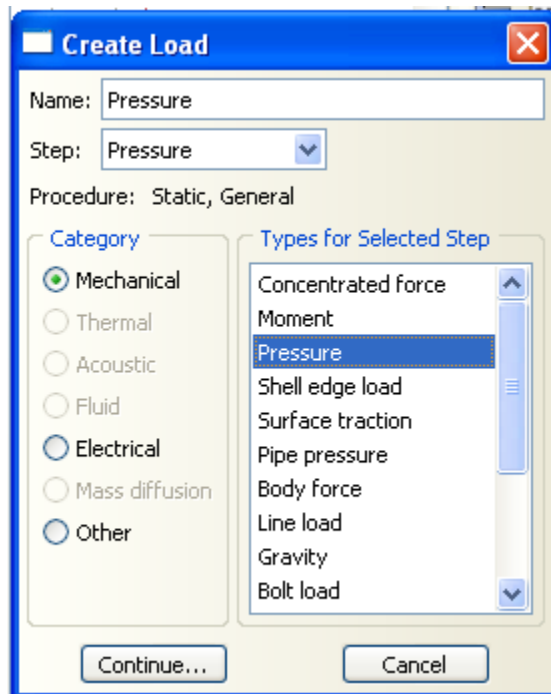 Create Load
Name: Pressure
Step: Pressure
Procedure: Static, General
Category
Mechanical
Thermal
Acoustic
Fluid
Electrical
Mass diffusion
Other
Types for Selected Step
Concentrated force
Moment
Pressure
Shell edge load
Surface traction
Pipe pressure
Body force
Line load
Gravity
Bolt load
Continue...
Cancel